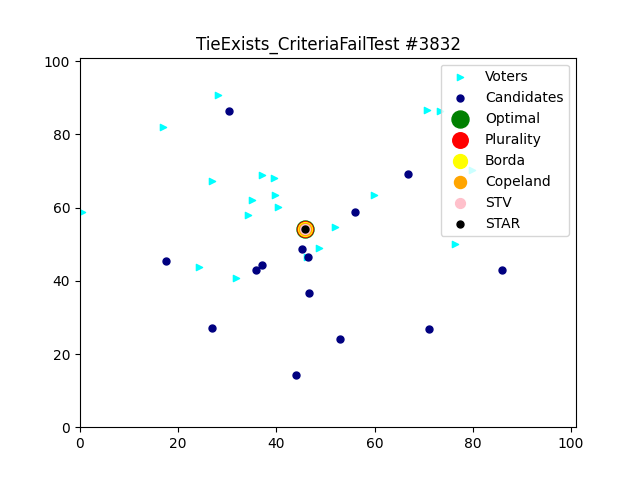 TieExists_CriteriaFailTest #3832
100
80
60
40
20
0
0
20
40
60
80
100
Voters
Candidates
Optimal
Plurality
Borda
Copeland
STV
STAR